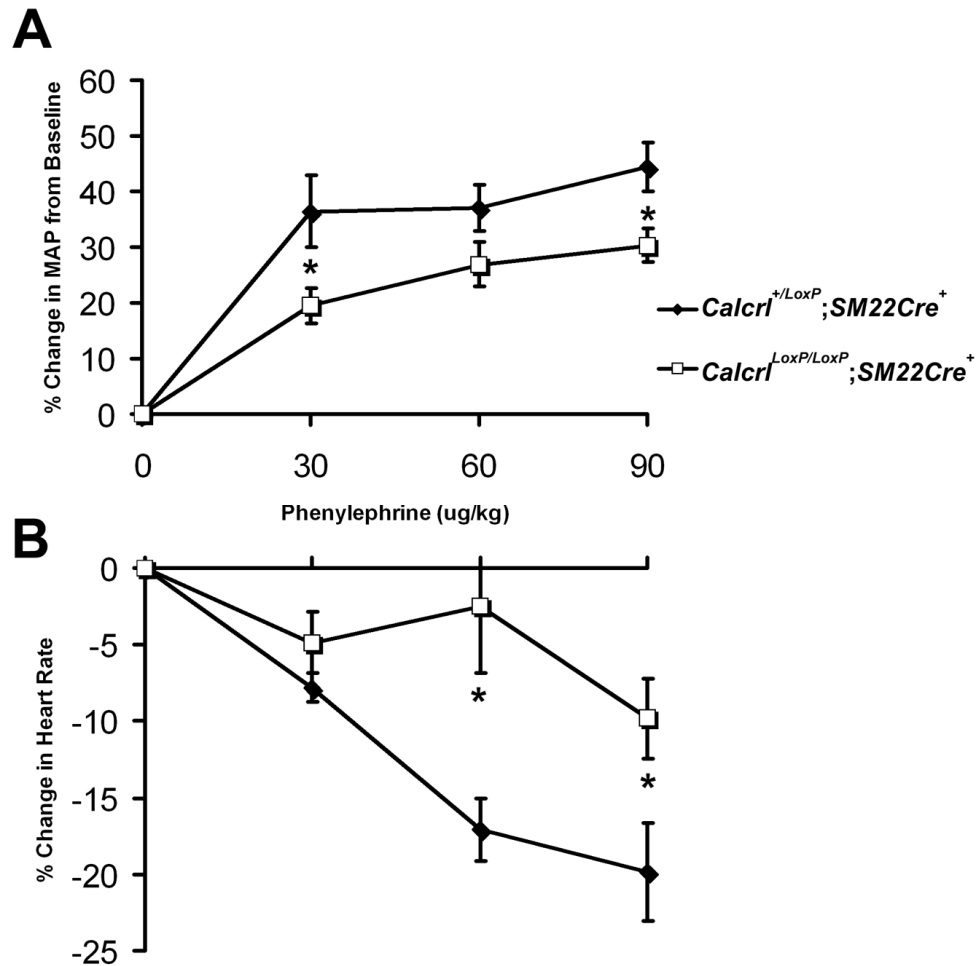 A
% Change in MAP from Baseline
60
50
40
30
20
10
0
*
*
0 30 60 90
Phenylephrine (ug/kg)
Calcrl+/LoxP;SM22Cre+
CalcrlLoxP/LoxP;SM22Cre+
B
% Change in Heart Rate
0
-5
-10
-15
-20
-25
*
*